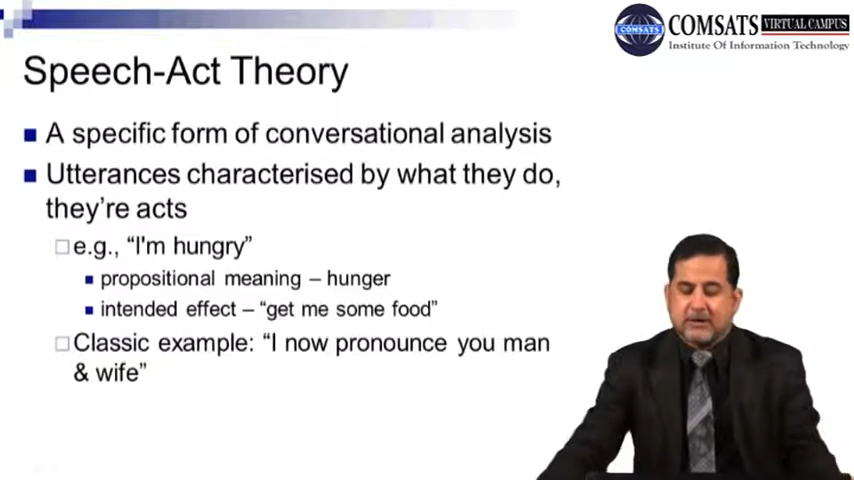 COMSATS VIRTUAL CAMPUS
COMSATS
Institute Of Information Technology
Speech-Act Theory
A specific form of conversational analysis
Utterances characterised by what they do,
they're acts
e.g., “I'm hungry”
propositional meaning – hunger
intended effect – “get me some food”
Classic example: “I now pronounce you man
& wife”